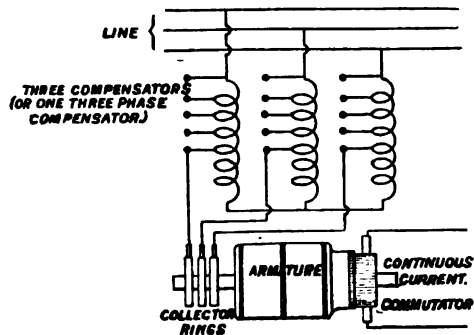 LINE
THREE COMPENSATORS
(OR ONE THREE PHASE
COMPENSATOR.)
ARMATURE
CONTINUOUS
CURRENT.
COMMUTATOR
COLLECTOR
RINGS